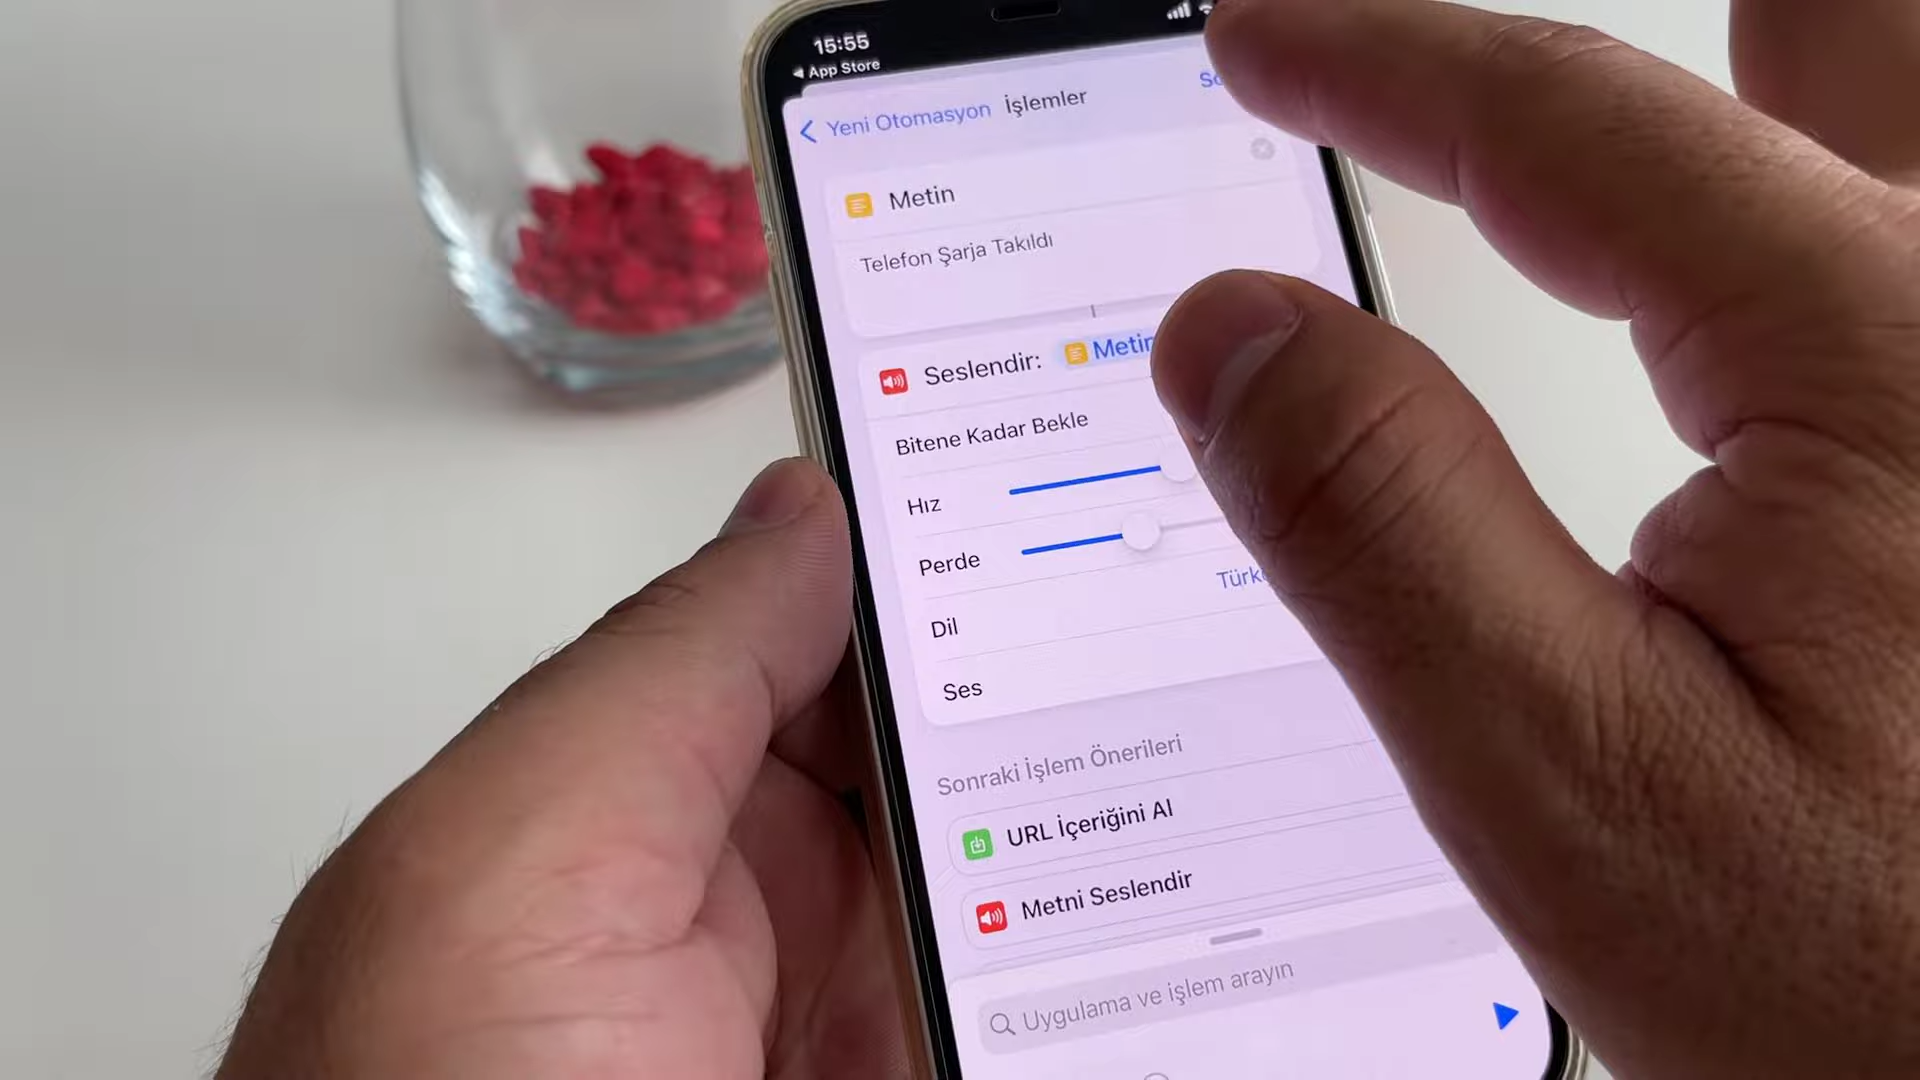 15:55
App Store
Yeni Otomasyon İşlemler
Metin
Telefon Şarja Takıldı
Seslendir: Metin
Bitene Kadar Bekle
Hız
Perde
Dil
Ses
Sonraki İşlem Önerileri
URL İçeriğini Al
Metni Seslendir
Uygulama ve işlem arayın